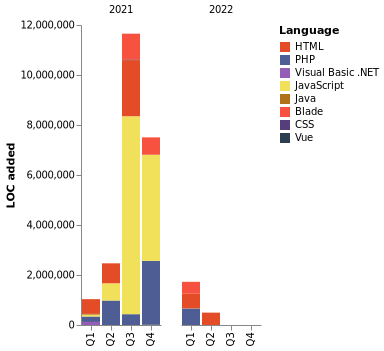 2021
2022
LOC added
12,000,000
10,000,000
8,000,000
6,000,000
4,000,000
2,000,000
0
Q1
Q2
Q3
Q4
Q1
Q2
Q3
Q4
Language
HTML
PHP
Visual Basic .NET
JavaScript
Java
Blade
CSS
Vue